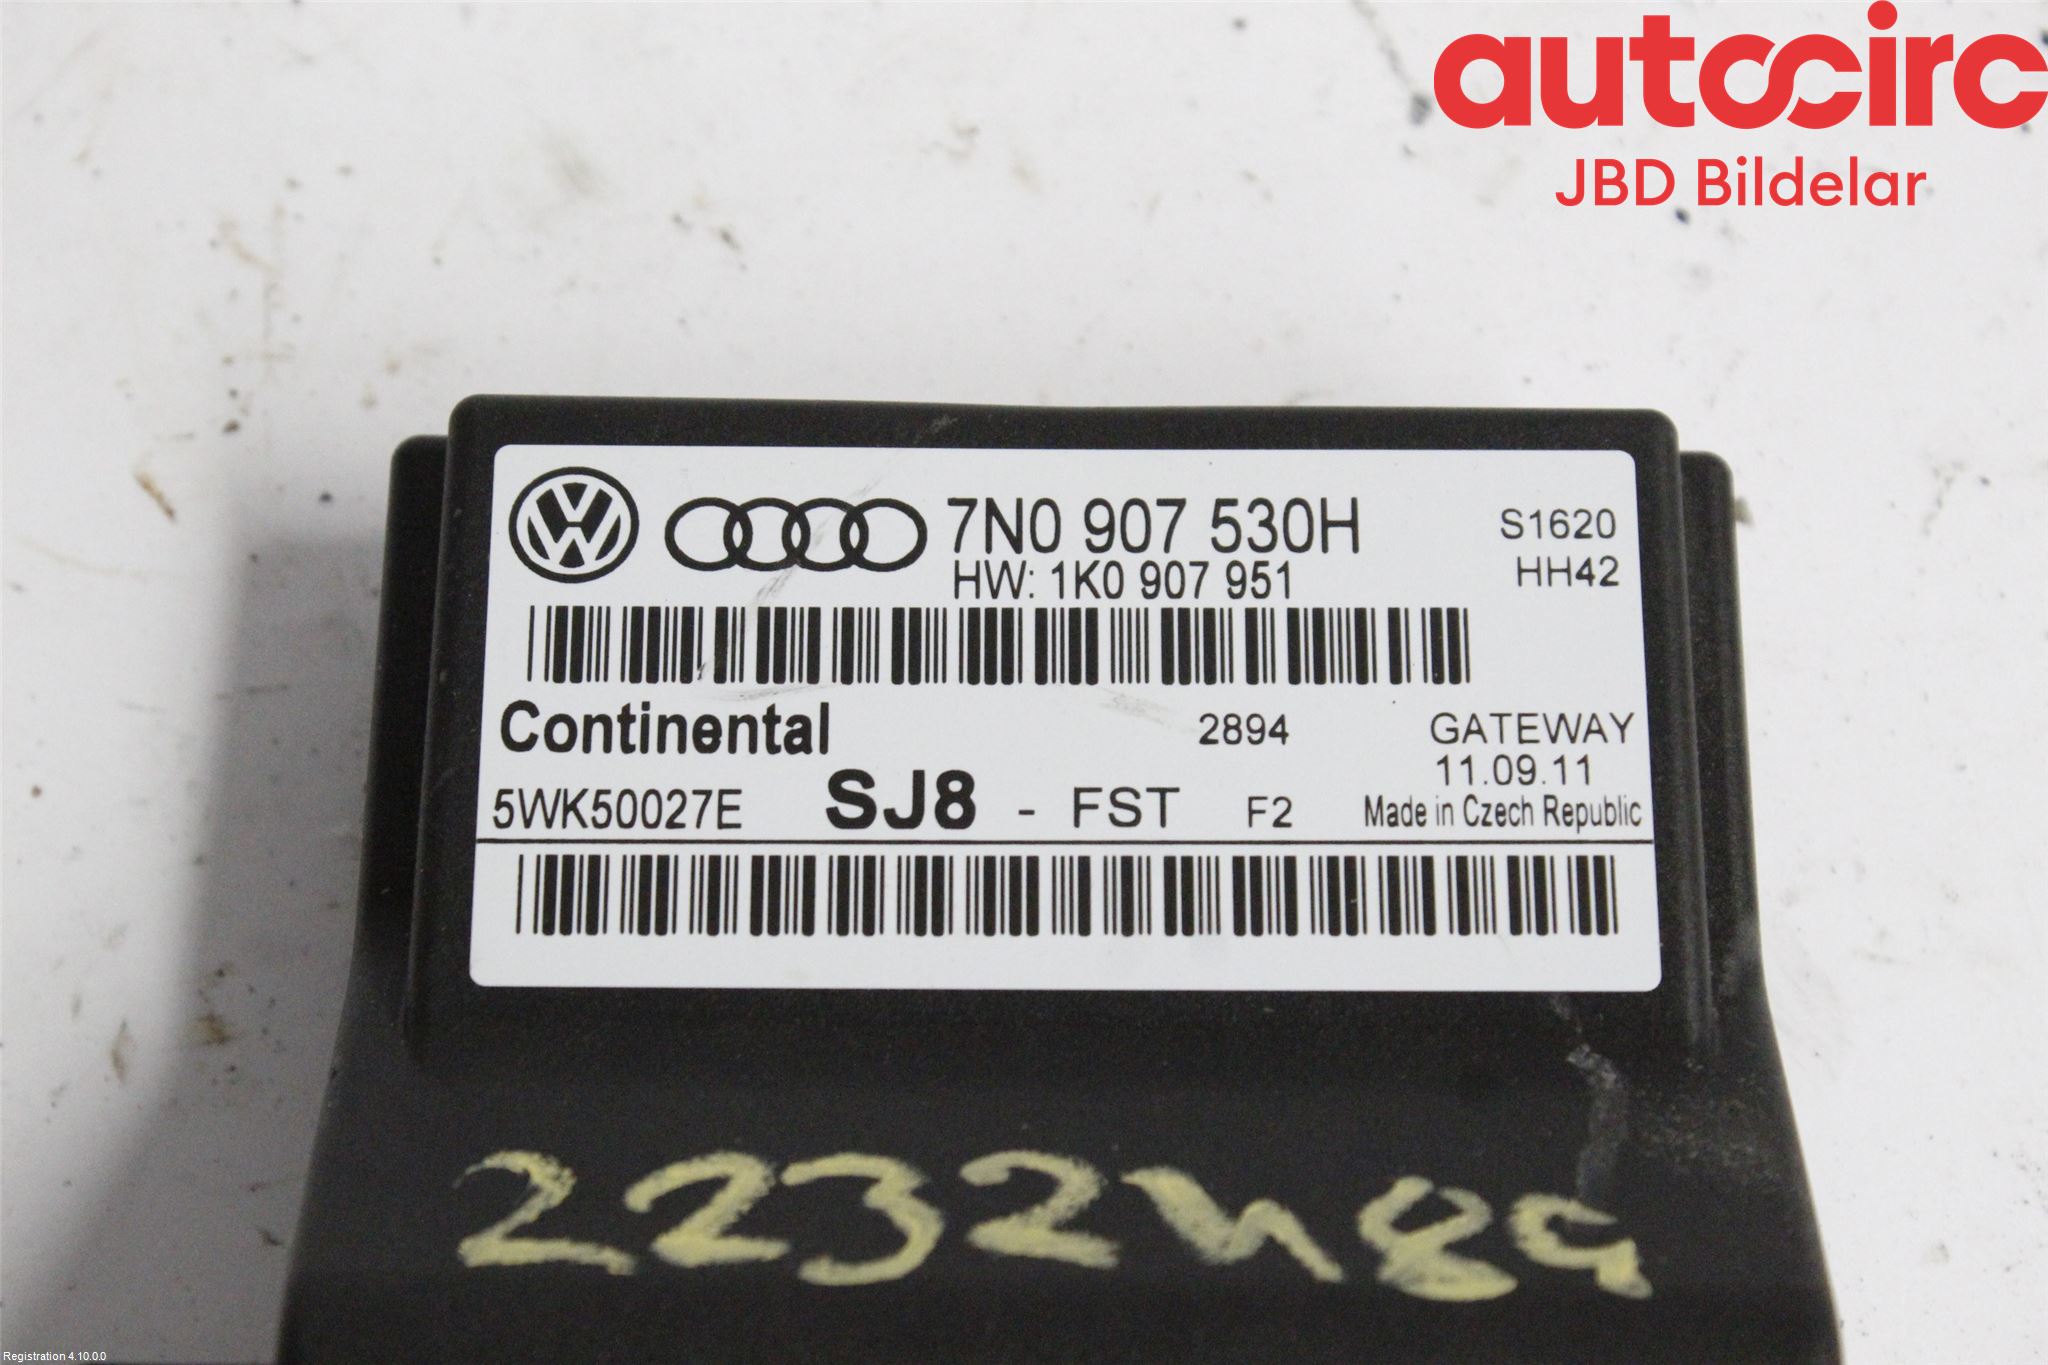 autocirc
JBD Bildelar
7N0 907 530H
S1620
HW: 1K0 907 951
HH42
Continental
2894
GATEWAY
11.09.11
5WK50027E SJ8 - FST F2 Made in Czech Republic
Registration 4.10.0.0